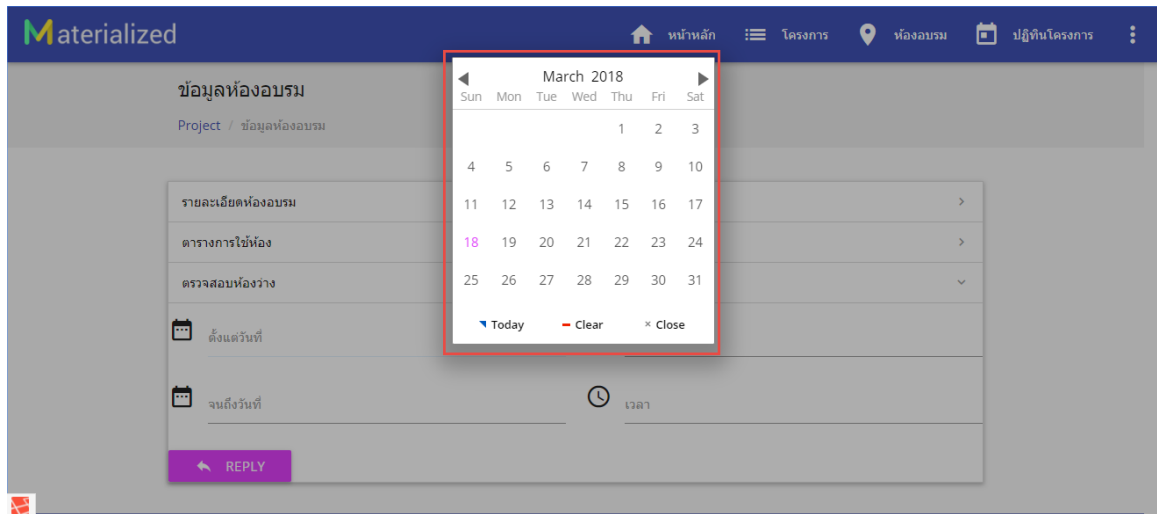 Materialized
หน้าหลัก โครงการ ห้องอบรม ปฏิทินโครงการ
ข้อมูลห้องอบรม
Project / ข้อมูลห้องอบรม
March 2018
Sun Mon Tue Wed Thu Fri Sat
1 2 3
4 5 6 7 8 9 10
11 12 13 14 15 16 17
18 19 20 21 22 23 24
25 26 27 28 29 30 31
Today Clear × Close
รายละเอียดห้องอบรม
ตารางการใช้ห้อง
ตรวจสอบห้องว่าง
ตั้งแต่วันที่
จนถึงวันที่ เวลา
REPLY